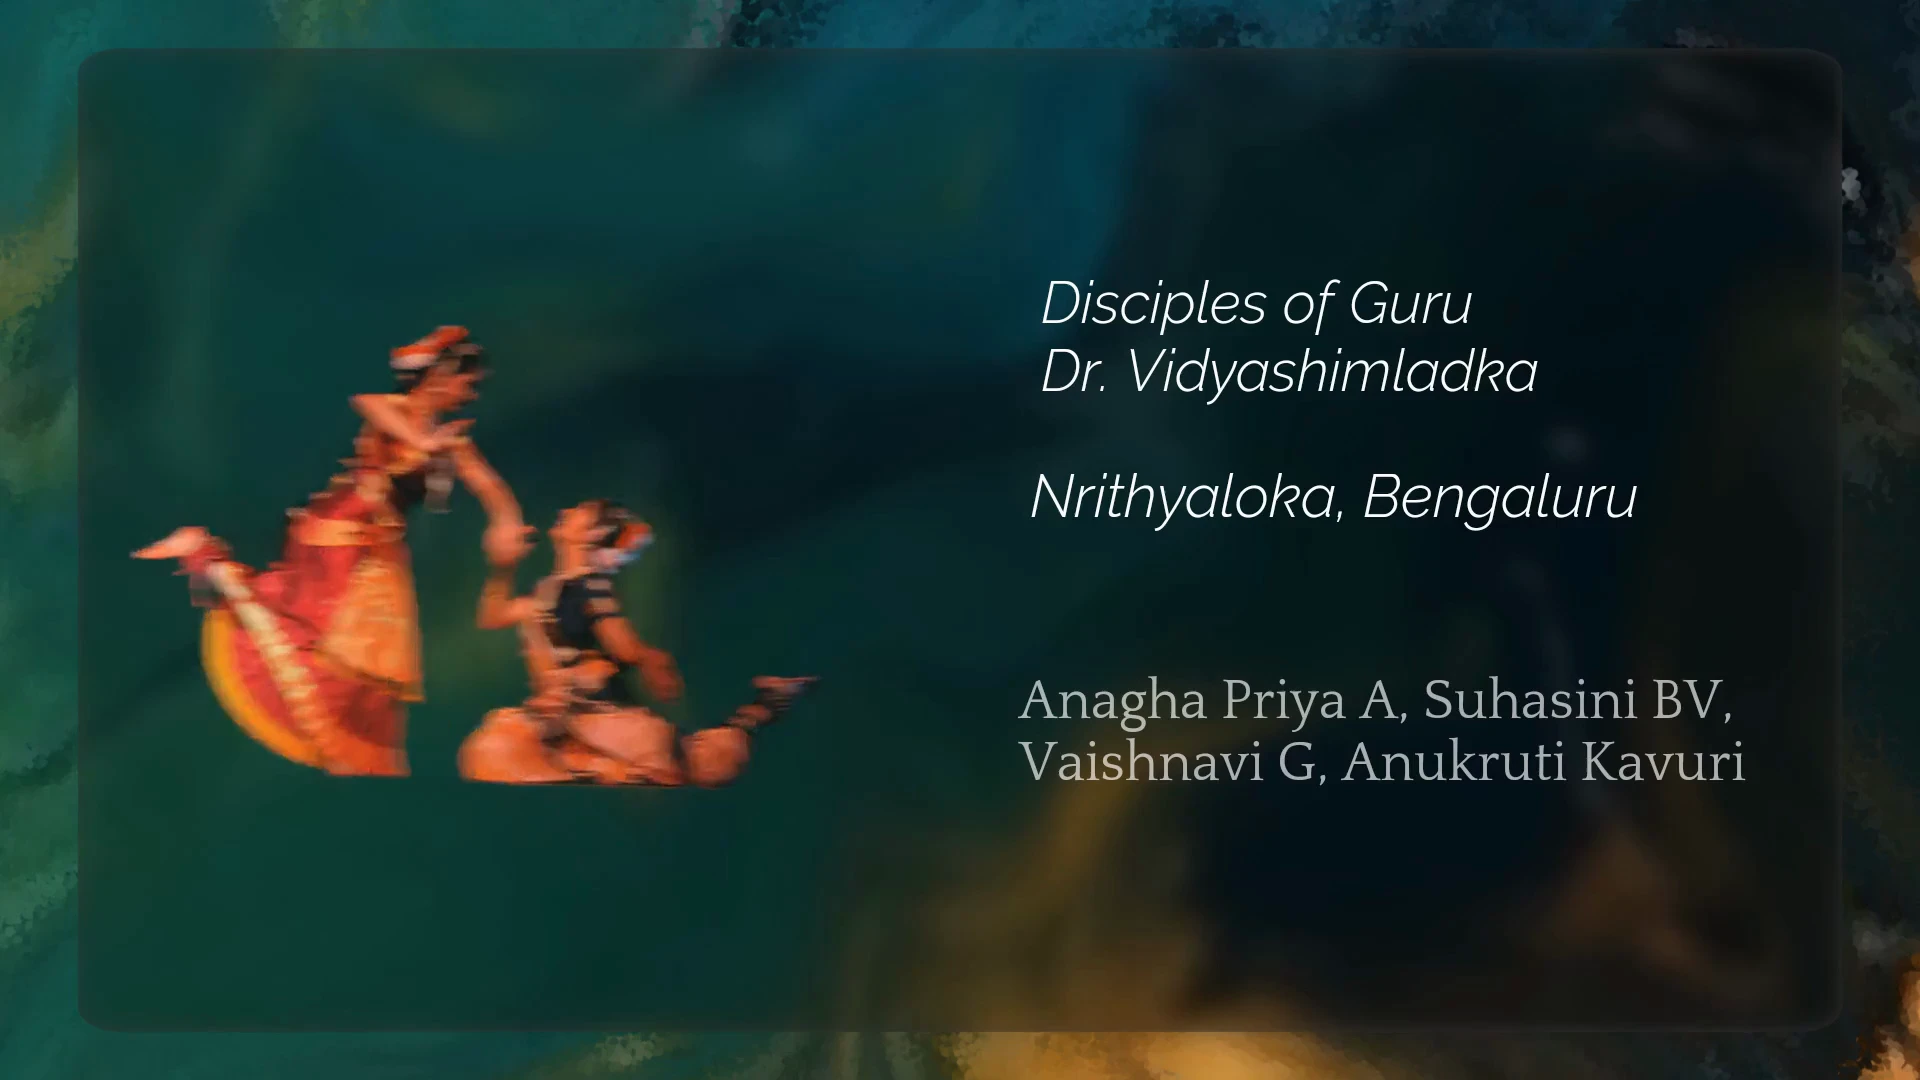 Disciples of Guru
Dr. Vidyashimladka
Nrithyaloka, Bengaluru
Anagha Priya A, Suhasini BV,
Vaishnavi G, Anukruti Kavuri